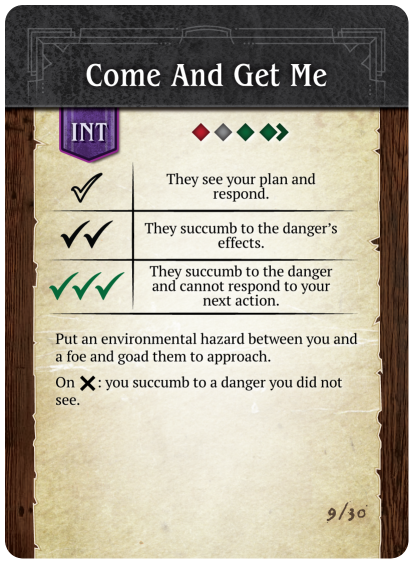 Come And Get Me
INT
They see your plan and
respond.
They succumb to the danger’s
effects.
They succumb to the danger
and cannot respond to your
next action.
Put an environmental hazard between you and
a foe and goad them to approach.
On ✕: you succumb to a danger you did not
see.
9/30